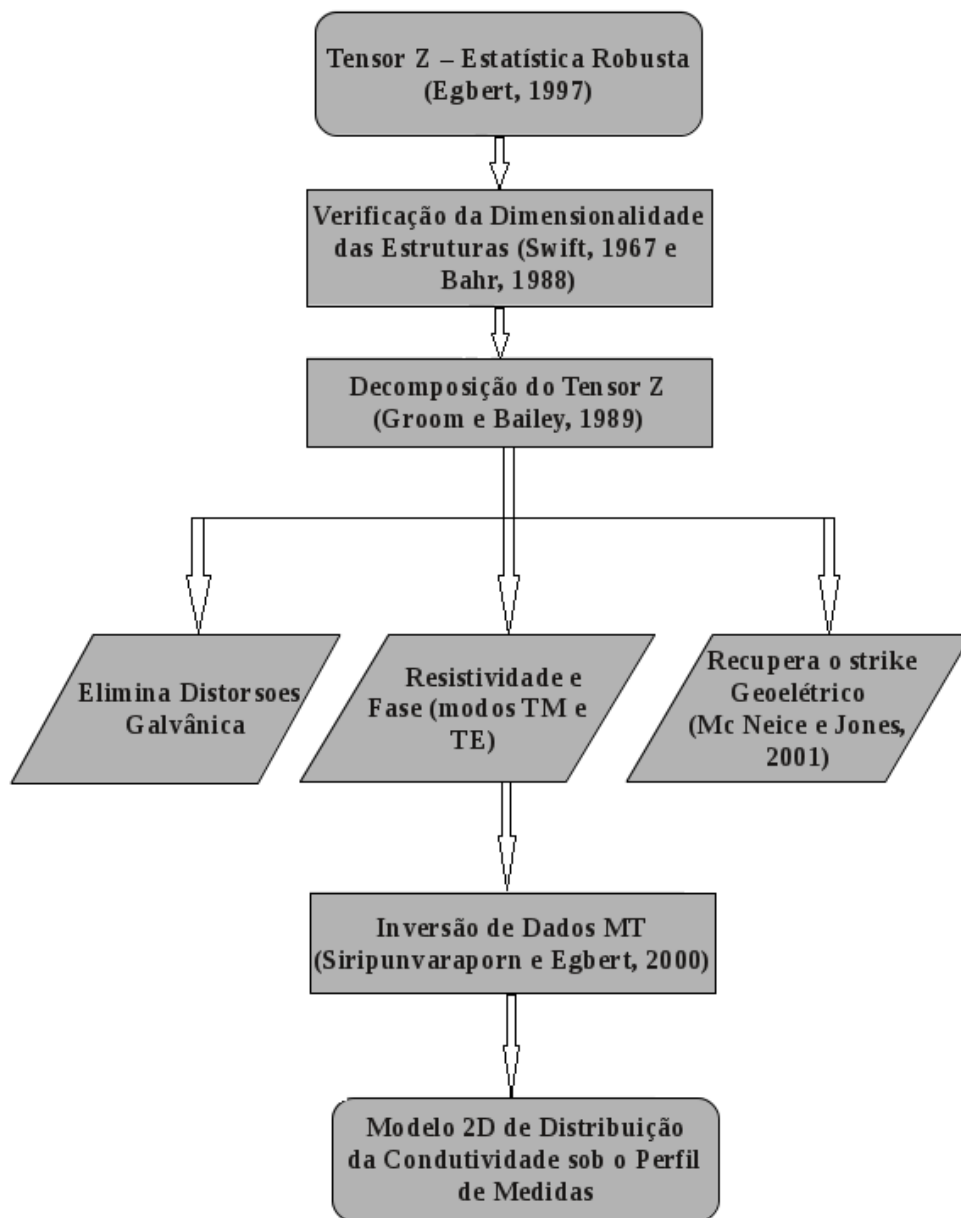 Tensor Z – Estatística Robusta
(Egbert, 1997)
Verificação da Dimensionalidade
das Estruturas (Swift, 1967 e
Bahr, 1988)
Decomposição do Tensor Z
(Groom e Bailey, 1989)
Elimina Distorsoes
Galvânica
Resistividade e
Fase (modos TM e
TE)
Recupera o strike
Geoelétrico
(Mc Neice e Jones,
2001)
Inversão de Dados MT
(Siripunvaraporn e Egbert, 2000)
Modelo 2D de Distribuição
da Condutividade sob o Perfil
de Medidas